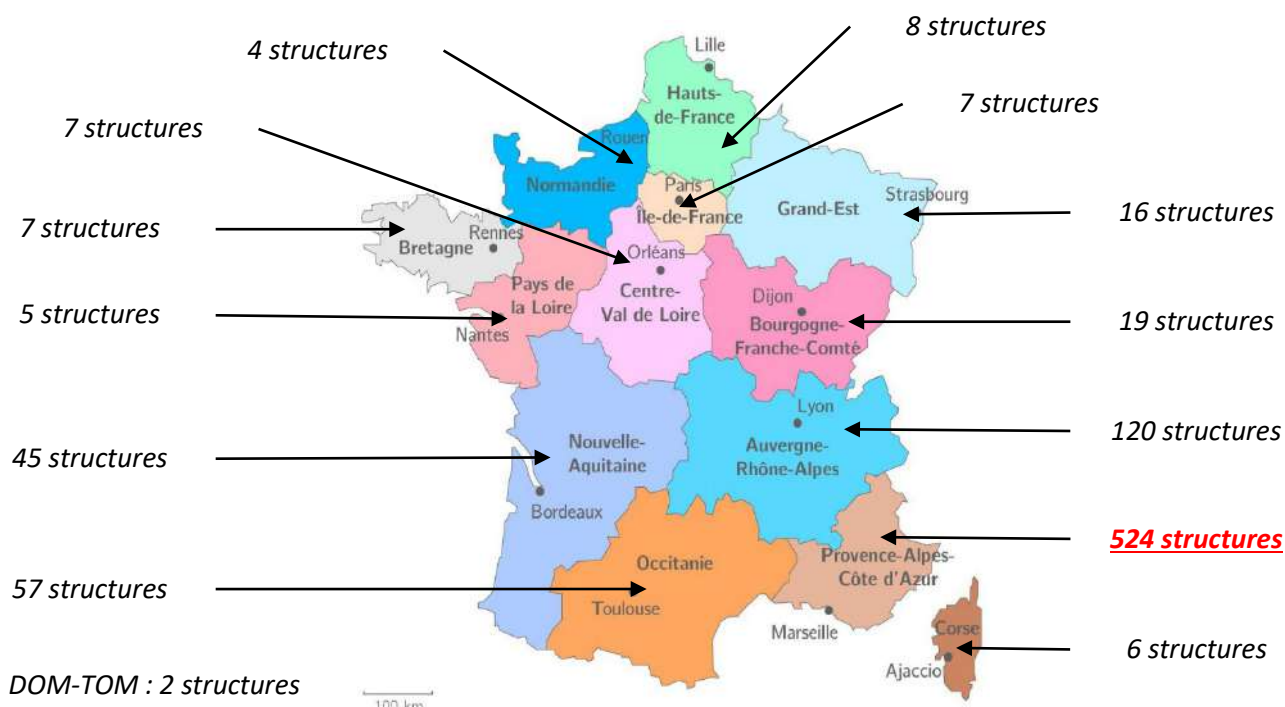 4 structures
8 structures
7 structures
7 structures
7 structures
16 structures
5 structures
19 structures
45 structures
120 structures
524 structures
57 structures
6 structures
DOM-TOM : 2 structures
Lille
Hauts-
de-France
Rouen
Normandie
Paris
Île-de-France
Strasbourg
Grand-Est
Rennes
Bretagne
Orléans
Centre-
Val de Loire
Pays de
la Loire
Nantes
Dijon
Bourgogne-
Franche-Comté
Lyon
Auvergne-
Rhône-Alpes
Nouvelle-
Aquitaine
Bordeaux
Occitanie
Toulouse
Provence-Alpes-
Côte d'Azur
Marseille
Corse
Ajaccio
100 km